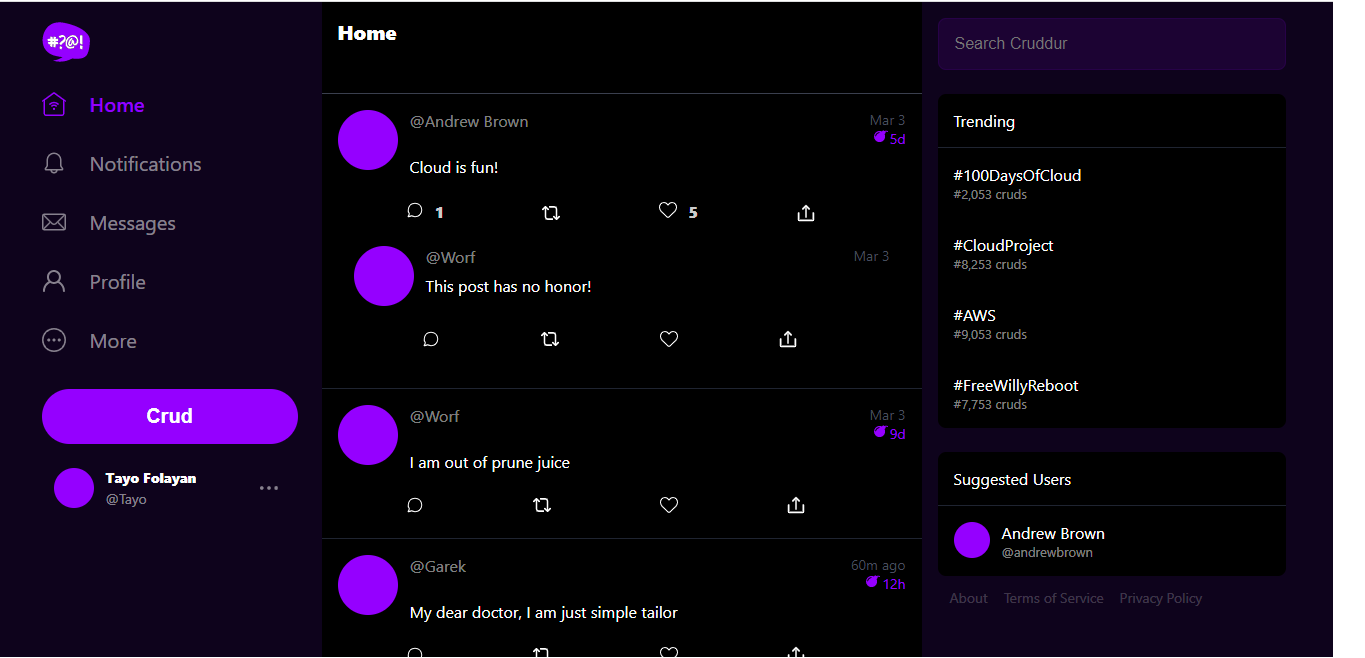 #?@!
Home
Notifications
Messages
Profile
More
Crud
Tayo Folayan
@Tayo
Home
@Andrew Brown
Mar 3
5d
Cloud is fun!
1
5
@Worf
Mar 3
This post has no honor!
@Worf
Mar 3
9d
I am out of prune juice
@Garek
60m ago
12h
My dear doctor, I am just simple tailor
Search Cruddur
Trending
#100DaysOfCloud
#2,053 cruds
#CloudProject
#8,253 cruds
#AWS
#9,053 cruds
#FreeWillyReboot
#7,753 cruds
Suggested Users
Andrew Brown
@andrewbrown
About Terms of Service Privacy Policy